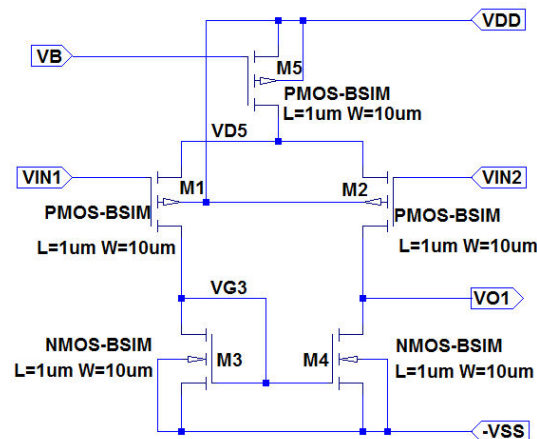 VDD
VB
M5
PMOS-BSIM
L=1um W=10um
VD5
VIN1
M1
M2
VIN2
PMOS-BSIM
L=1um W=10um
PMOS-BSIM
L=1um W=10um
VG3
VO1
NMOS-BSIM
L=1um W=10um
M3
M4
NMOS-BSIM
L=1um W=10um
-VSS